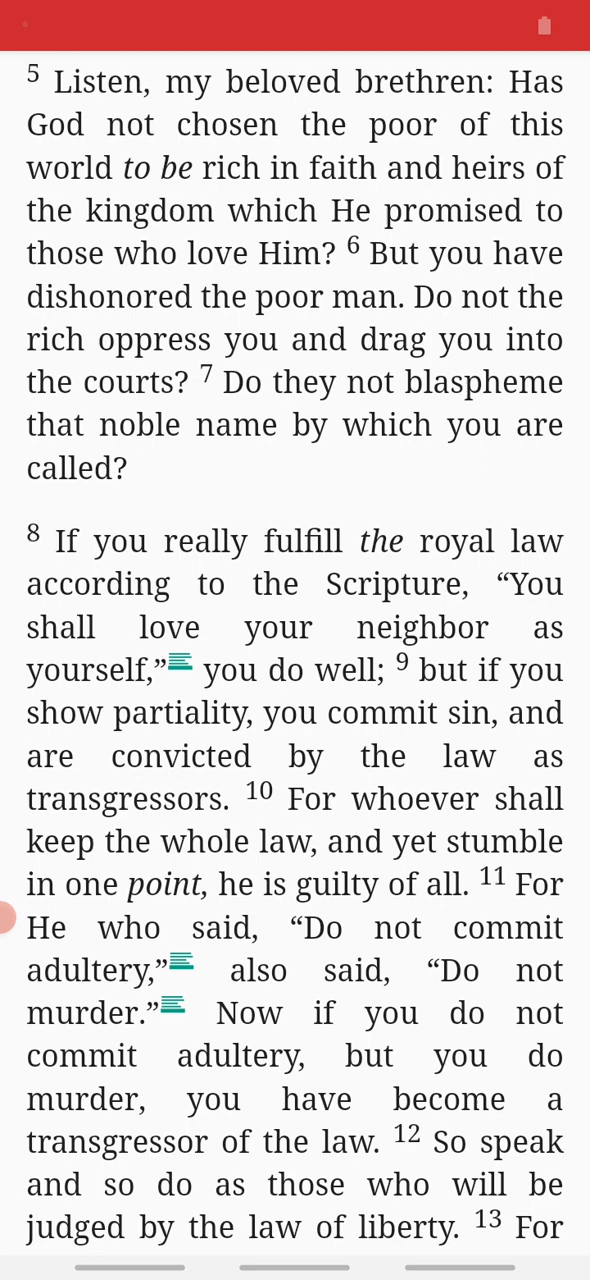 5 Listen, my beloved brethren: Has
God not chosen the poor of this
world to be rich in faith and heirs of
the kingdom which He promised to
those who love Him? 6 But you have
dishonored the poor man. Do not the
rich oppress you and drag you into
the courts? 7 Do they not blaspheme
that noble name by which you are
called?
8 If you really fulfill the royal law
according to the Scripture, “You
shall love your neighbor as
yourself,” you do well; 9 but if you
show partiality, you commit sin, and
are convicted by the law as
transgressors. 10 For whoever shall
keep the whole law, and yet stumble
in one point, he is guilty of all. 11 For
He who said, “Do not commit
adultery,” also said, “Do not
murder.” Now if you do not
commit adultery, but you do
murder, you have become a
transgressor of the law. 12 So speak
and so do as those who will be
judged by the law of liberty. 13 For